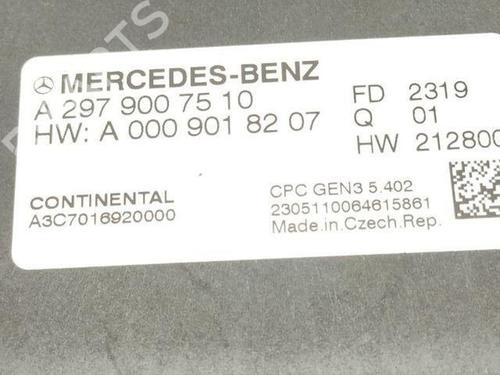 MERCEDES-BENZ
A 297 900 75 10
HW: A 000 901 82 07
FD 2319
Q 01
HW 212800
CONTINENTAL
A3C7016920000
CPC GEN3 5.402
2305110064615861
Made.in.Czech.Rep.